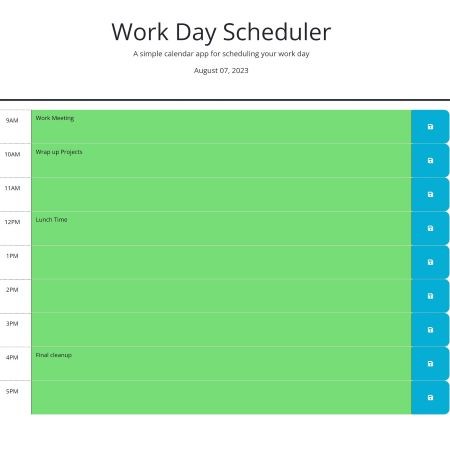 Work Day Scheduler
A simple calendar app for scheduling your work day
August 07, 2023
9AM Work Meeting
10AM Wrap up Projects
11AM
12PM Lunch Time
1PM
2PM
3PM
4PM Final cleanup
5PM